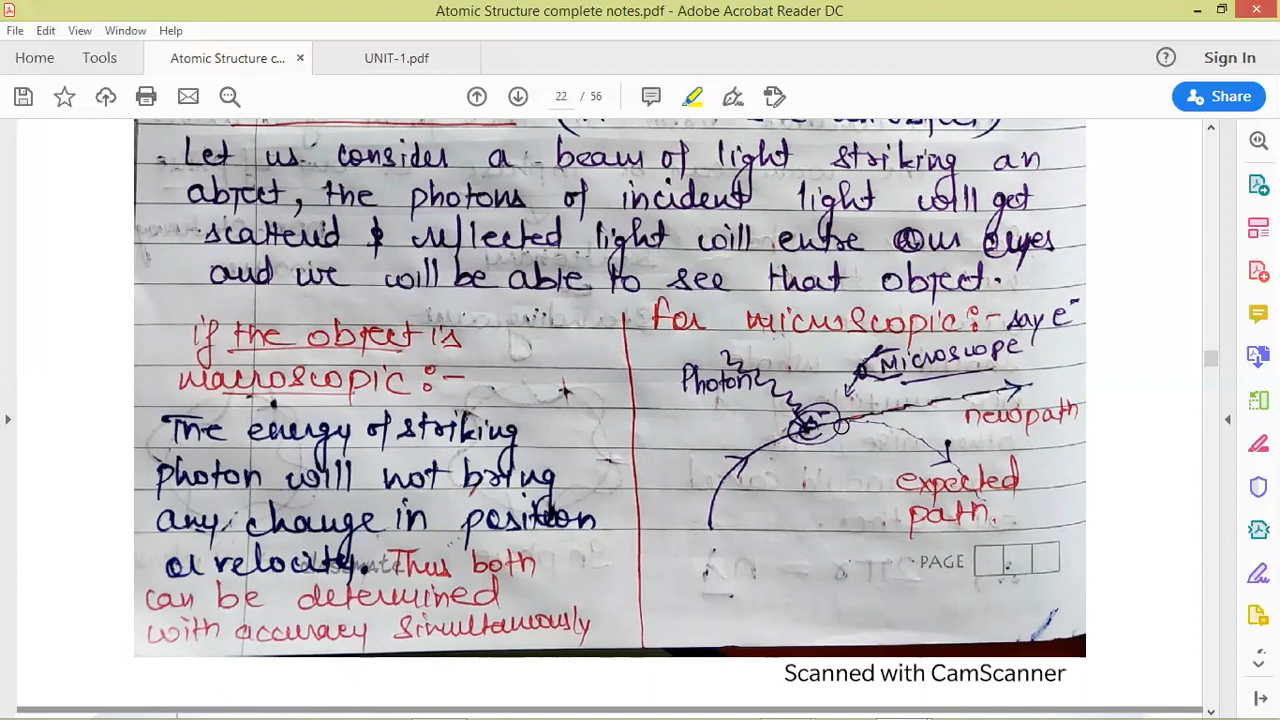 Atomic Structure complete notes.pdf - Adobe Acrobat Reader DC
File Edit View Window Help
Home Tools Atomic Structure c... × UNIT-1.pdf Sign In
22 / 56 Share
Let us consider a beam of light striking an
object, the photons of incident light will get
scattered & reflected light will entre our eyes
and we will be able to see that object.
if the object is
macroscopic :-
The energy of striking
photon will not bring
any change in position
or velocity. Thus both
can be determined
with accuracy simultaneously
for microscopic :- say e⁻
Microscope
Photon
new path
expected
path.
PAGE
Scanned with CamScanner